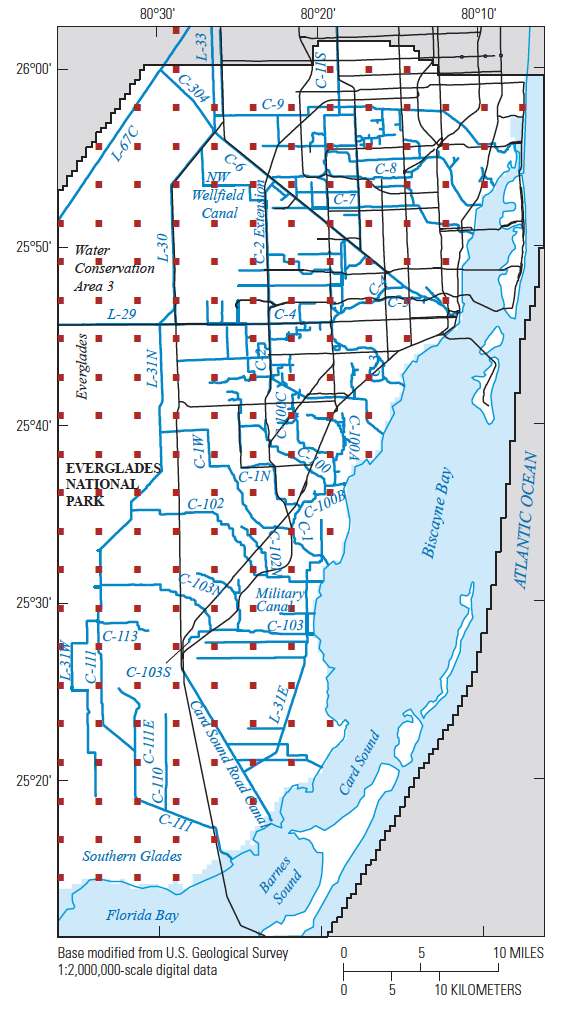 80°30'
80°20'
80°10'
26°00'
25°50'
25°40'
25°30'
25°20'
L-33
C-11S
C-304
C-9
L-67C
C-6
C-8
NW
Wellfield
Canal
C-7
C-2 Extension
L-30
Water
Conservation
Area 3
C-5
L-29
C-4
Everglades
L-31N
C-2
C-3
C-100C
C-100A
C-1W
C-100
EVERGLADES
NATIONAL
PARK
C-1N
C-102
C-100B
C-1
Biscayne Bay
ATLANTIC OCEAN
C-102N
C-103N
Military
Canal
C-103
C-113
L-31W
C-111
C-103S
L-31E
Card Sound Road Canal
C-111E
C-110
Card Sound
C-111
Southern Glades
Barnes
Sound
Florida Bay
Base modified from U.S. Geological Survey
1:2,000,000-scale digital data
0 5 10 MILES
0 5 10 KILOMETERS